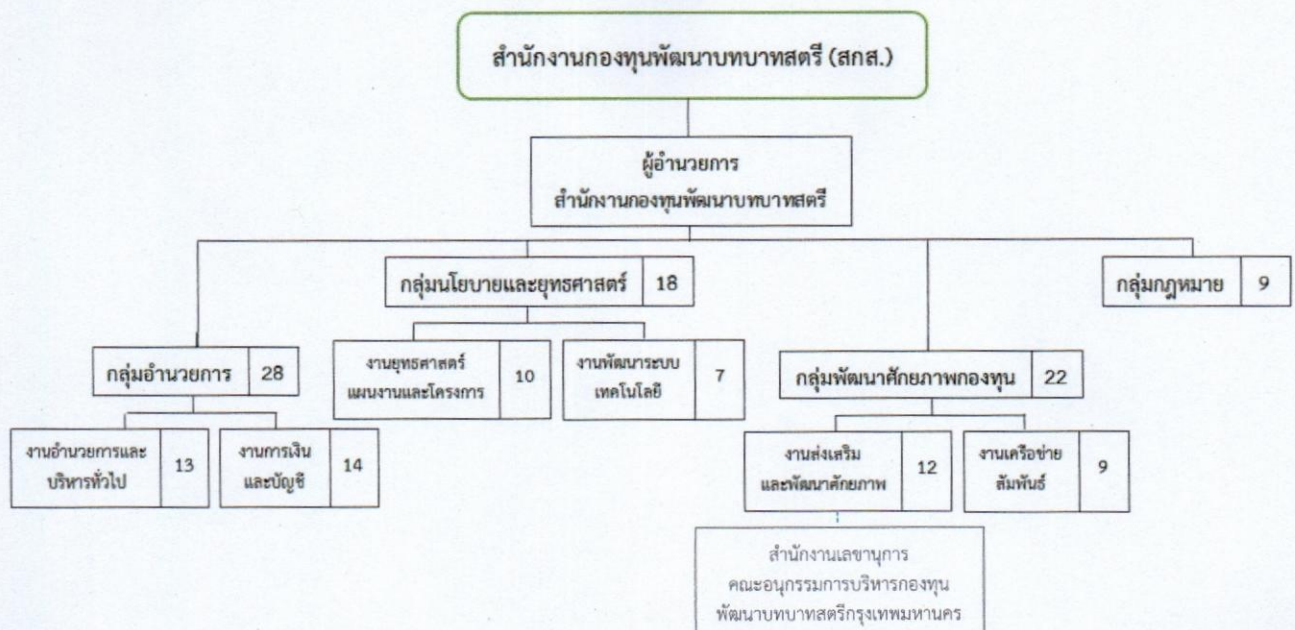 สำนักงานกองทุนพัฒนาบทบาทสตรี (สกส.)
ผู้อำนวยการ
สำนักงานกองทุนพัฒนาบทบาทสตรี
กลุ่มนโยบายและยุทธศาสตร์ 18
กลุ่มกฎหมาย 9
งานยุทธศาสตร์
แผนงานและโครงการ
10
งานพัฒนาระบบ
เทคโนโลยี
7
กลุ่มอำนวยการ 28
กลุ่มพัฒนาศักยภาพกองทุน 22
งานอำนวยการและ
บริหารทั่วไป
13
งานการเงิน
และบัญชี
14
งานส่งเสริม
และพัฒนาศักยภาพ
12
งานเครือข่าย
สัมพันธ์
9
สำนักงานเลขานุการ
คณะอนุกรรมการบริหารกองทุน
พัฒนาบทบาทสตรีกรุงเทพมหานคร